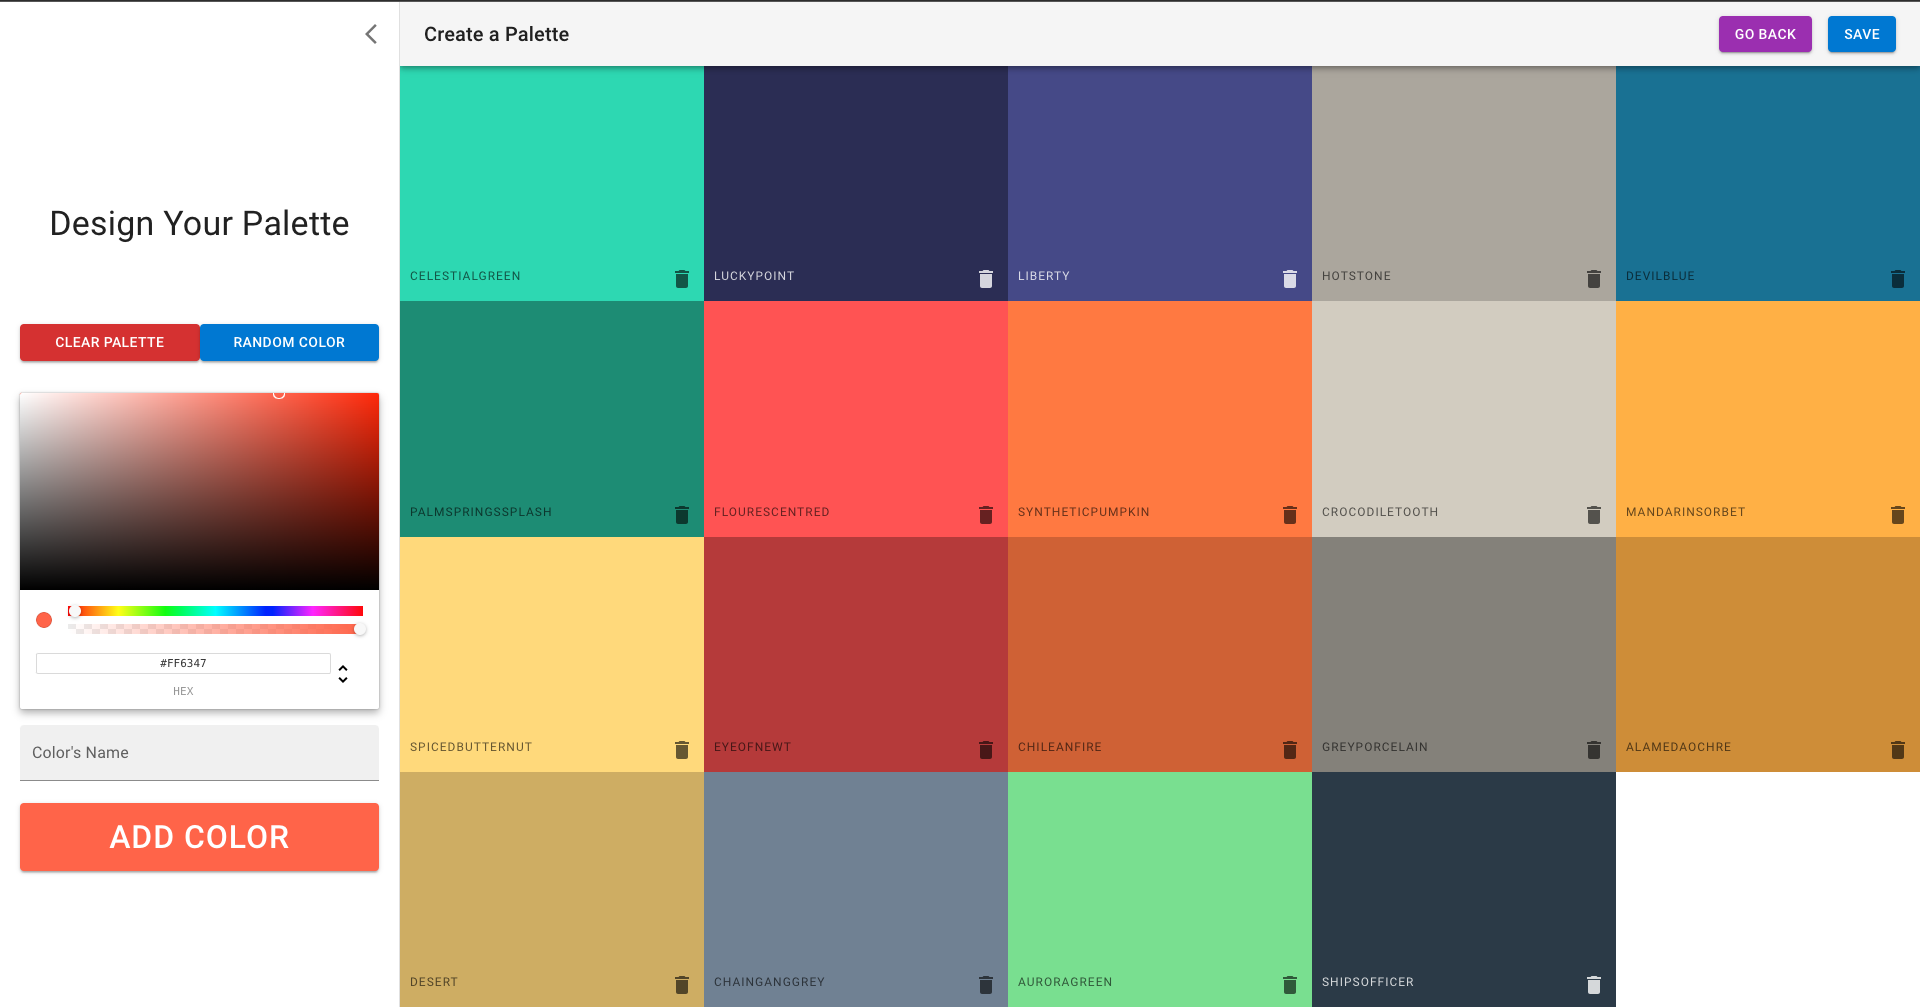 Create a Palette
GO BACK
SAVE
Design Your Palette
CLEAR PALETTE
RANDOM COLOR
#FF6347
HEX
Color's Name
ADD COLOR
CELESTIALGREEN
LUCKYPOINT
LIBERTY
HOTSTONE
DEVILBLUE
PALMSPRINGSSPLASH
FLOURESCENTRED
SYNTHETICPUMPKIN
CROCODILETOOTH
MANDARINSORBET
SPICEDBUTTERNUT
EYEOFNEWT
CHILEANFIRE
GREYPORCELAIN
ALAMEDAOCHRE
DESERT
CHAINGANGGREY
AURORAGREEN
SHIPSOFFICER